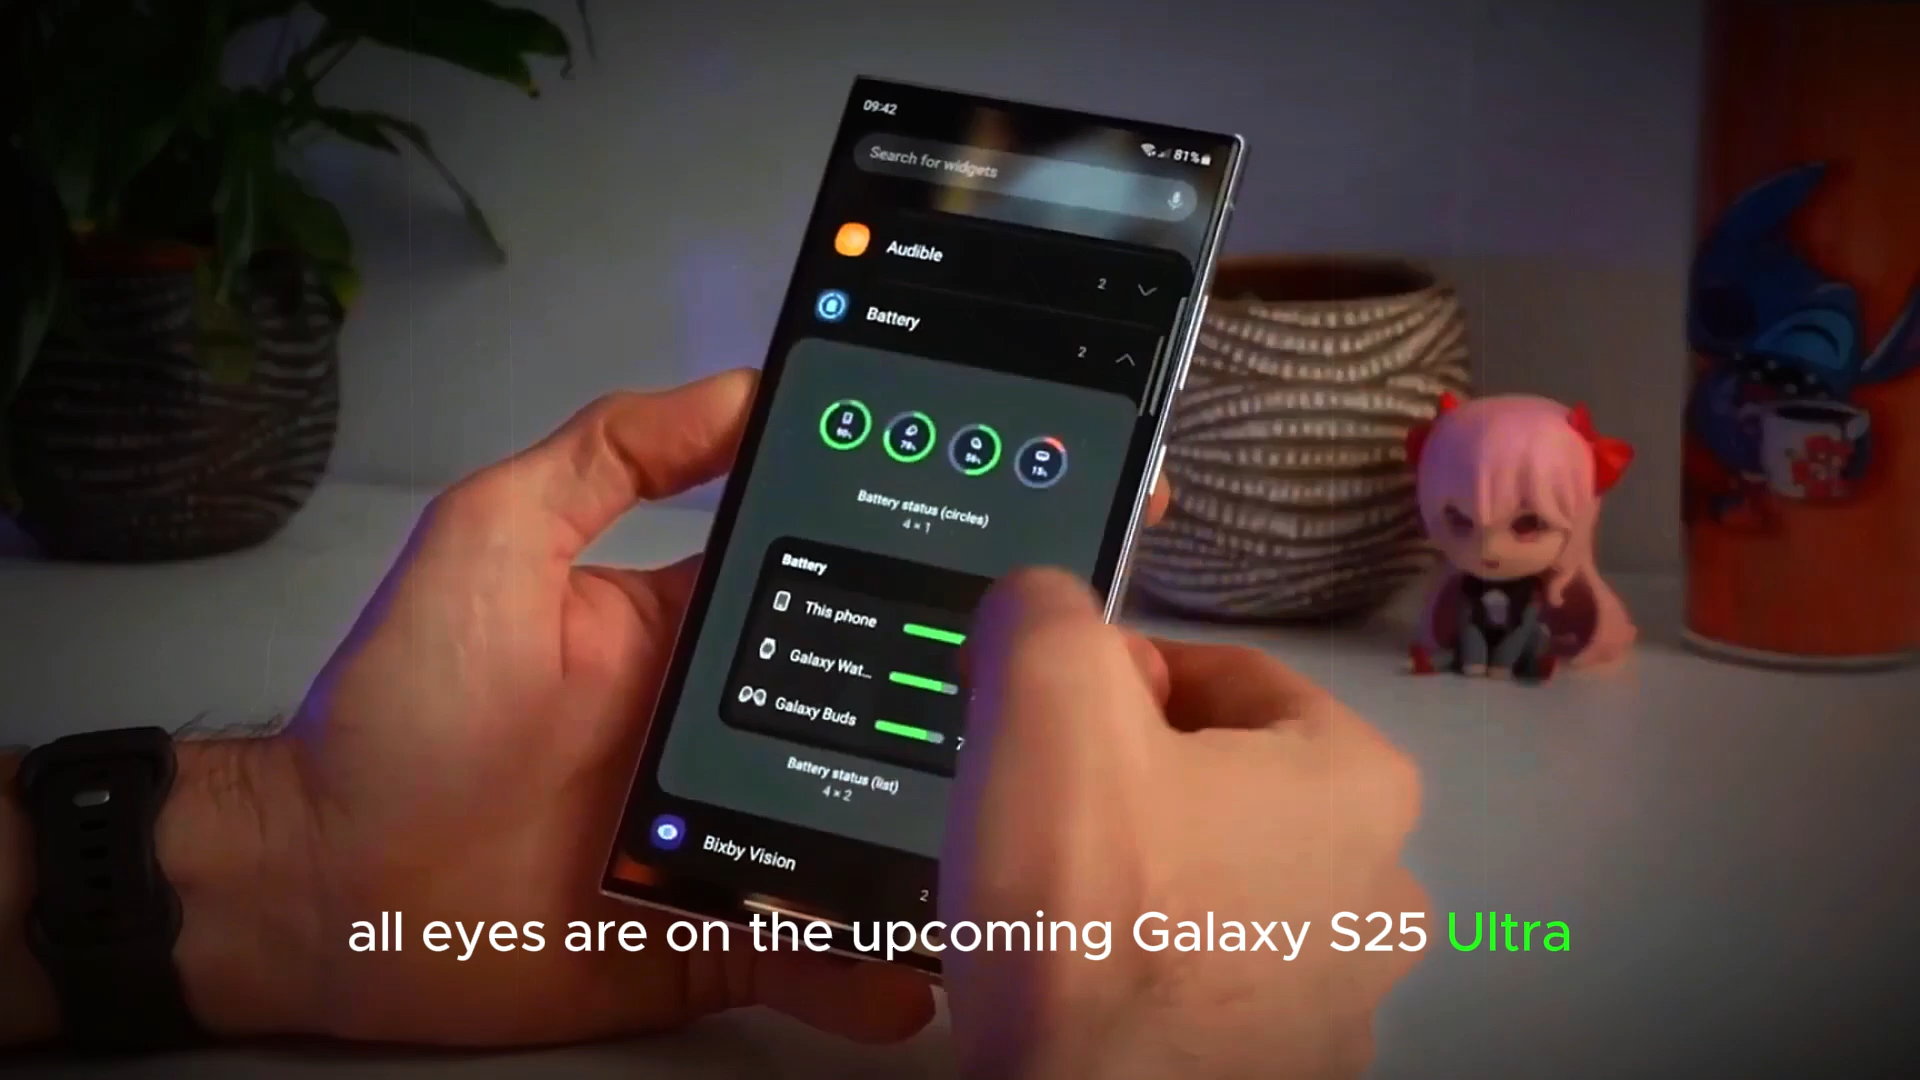 09:42
81%
Search for widgets
Audible
2
Battery
2
Battery status (circles)
4 × 1
Battery
This phone
Galaxy Wat...
Galaxy Buds
Battery status (list)
4 × 2
Bixby Vision
2
all eyes are on the upcoming Galaxy S25 Ultra